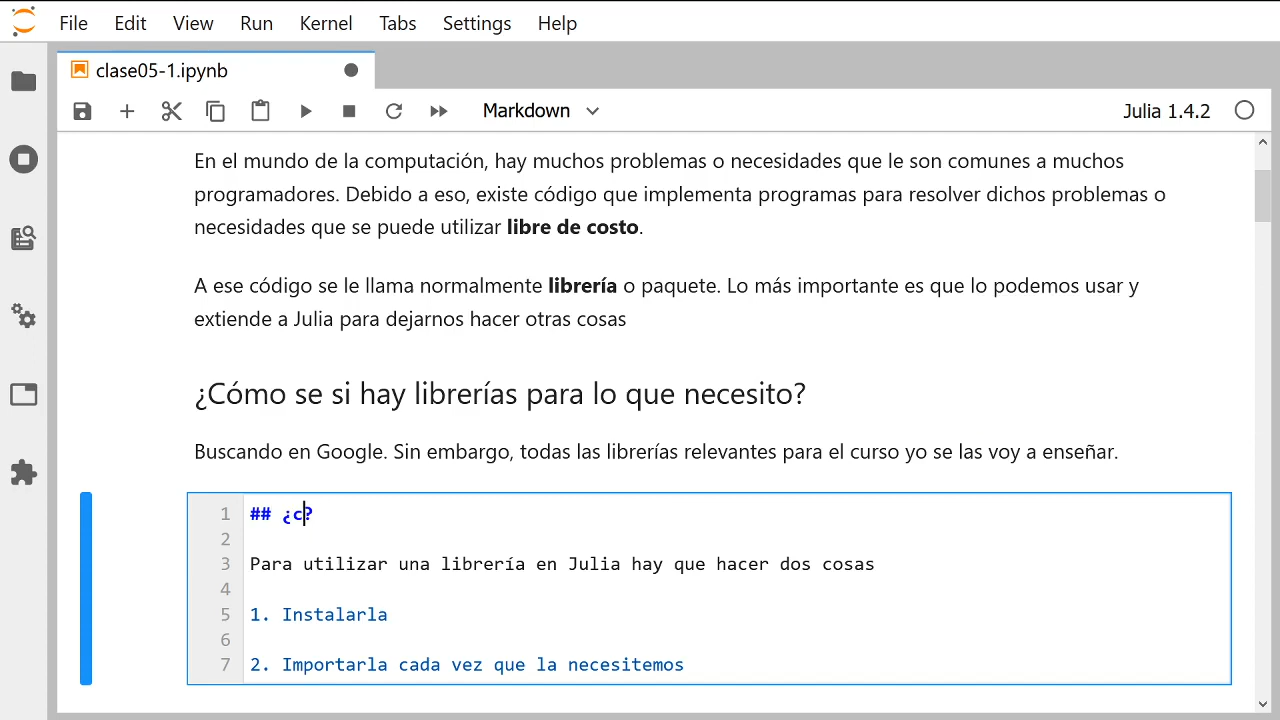 File Edit View Run Kernel Tabs Settings Help
clase05-1.ipynb
Markdown
Julia 1.4.2
En el mundo de la computación, hay muchos problemas o necesidades que le son comunes a muchos
programadores. Debido a eso, existe código que implementa programas para resolver dichos problemas o
necesidades que se puede utilizar libre de costo.
A ese código se le llama normalmente librería o paquete. Lo más importante es que lo podemos usar y
extiende a Julia para dejarnos hacer otras cosas
¿Cómo se si hay librerías para lo que necesito?
Buscando en Google. Sin embargo, todas las librerías relevantes para el curso yo se las voy a enseñar.
1 ## ¿c?
2
3 Para utilizar una librería en Julia hay que hacer dos cosas
4
5 1. Instalarla
6
7 2. Importarla cada vez que la necesitemos